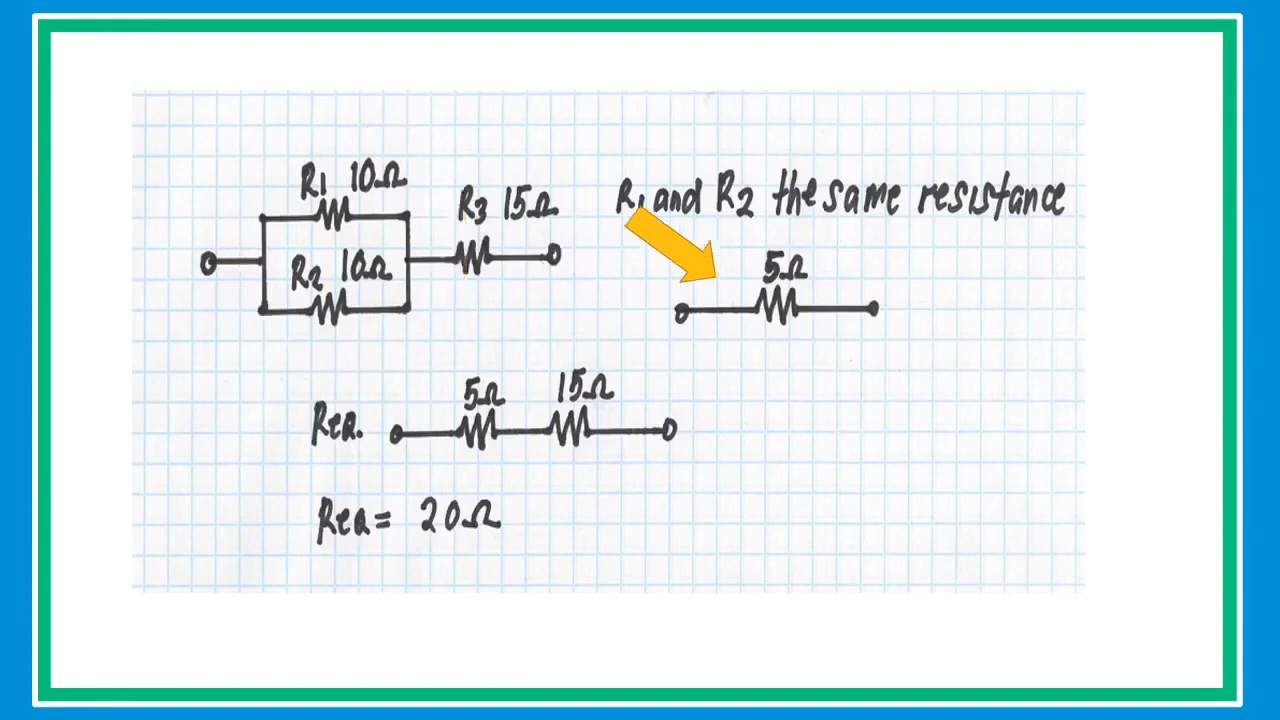 R1 10Ω
R3 15Ω
R2 10Ω
R1 and R2 the same resistance
5Ω
5Ω 15Ω
Req.
Req= 20Ω